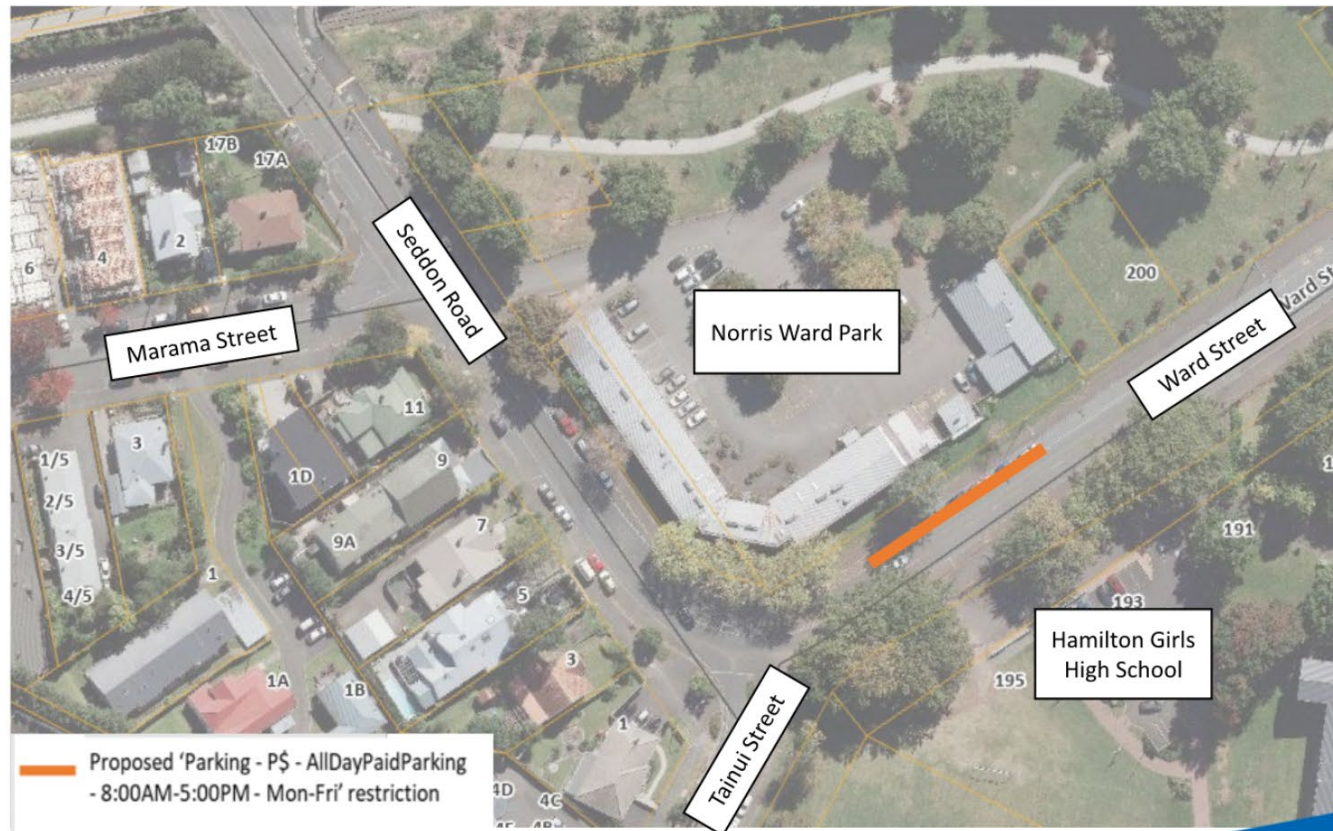 17B
17A
2
4
6
Seddon Road
200
Ward St
Norris Ward Park
Ward Street
Marama Street
11
3
1/5
2/5
3/5
4/5
1D
9
9A
7
1
5
191
193
Hamilton Girls
High School
195
3
1A
1B
1
Tainui Street
4D
4C
Proposed 'Parking - P$ - AllDayPaidParking
- 8:00AM-5:00PM - Mon-Fri' restriction